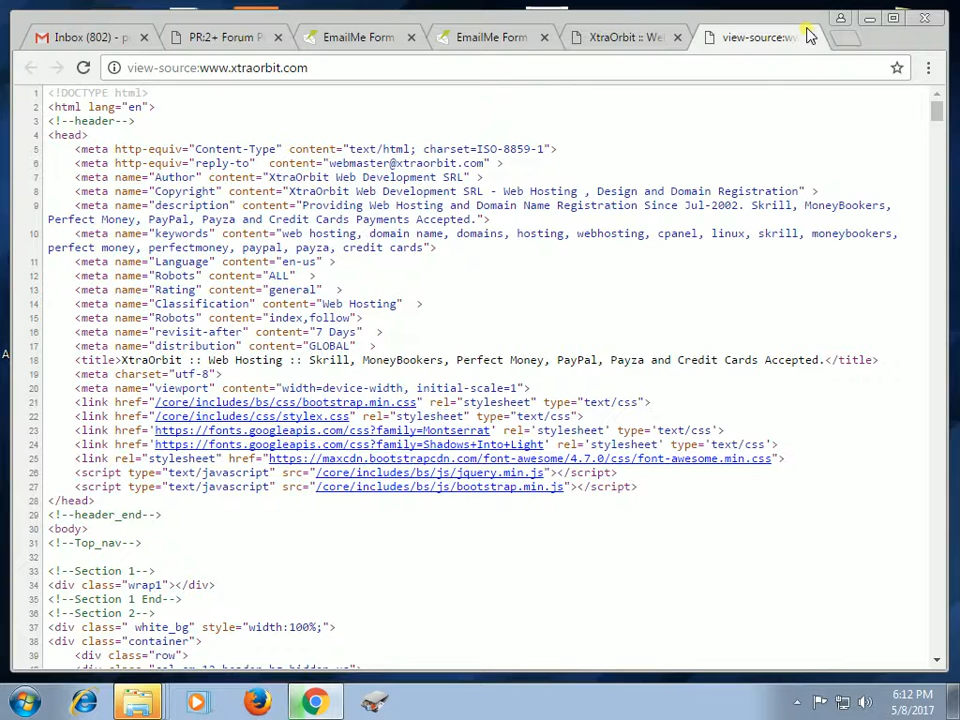 Inbox (802) - p
PR:2+ Forum P
EmailMe Form
EmailMe Form
XtraOrbit :: We
view-source:w
view-source:www.xtraorbit.com
1 <!DOCTYPE html>
2 <html lang="en">
3 <!--header-->
4 <head>
5 <meta http-equiv="Content-Type" content="text/html; charset=ISO-8859-1">
6 <meta http-equiv="reply-to" content="webmaster@xtraorbit.com" >
7 <meta name="Author" content="XtraOrbit Web Development SRL" >
8 <meta name="Copyright" content="XtraOrbit Web Development SRL - Web Hosting , Design and Domain Registration" >
9 <meta name="description" content="Providing Web Hosting and Domain Name Registration Since Jul-2002. Skrill, MoneyBookers,
Perfect Money, PayPal, Payza and Credit Cards Payments Accepted.">
10 <meta name="keywords" content="web hosting, domain name, domains, hosting, webhosting, cpanel, linux, skrill, moneybookers,
perfect money, perfectmoney, paypal, payza, credit cards">
11 <meta name="Language" content="en-us" >
12 <meta name="Robots" content="ALL" >
13 <meta name="Rating" content="general" >
14 <meta name="Classification" content="Web Hosting" >
15 <meta name="Robots" content="index,follow">
16 <meta name="revisit-after" content="7 Days" >
17 <meta name="distribution" content="GLOBAL" >
18 <title>XtraOrbit :: Web Hosting :: Skrill, MoneyBookers, Perfect Money, PayPal, Payza and Credit Cards Accepted.</title>
19 <meta charset="utf-8">
20 <meta name="viewport" content="width=device-width, initial-scale=1">
21 <link href="/core/includes/bs/css/bootstrap.min.css" rel="stylesheet" type="text/css">
22 <link href="/core/includes/css/stylex.css" rel="stylesheet" type="text/css">
23 <link href='https://fonts.googleapis.com/css?family=Montserrat' rel='stylesheet' type='text/css'>
24 <link href='https://fonts.googleapis.com/css?family=Shadows+Into+Light' rel='stylesheet' type='text/css'>
25 <link rel="stylesheet" href="https://maxcdn.bootstrapcdn.com/font-awesome/4.7.0/css/font-awesome.min.css">
26 <script type="text/javascript" src="/core/includes/bs/js/jquery.min.js"></script>
27 <script type="text/javascript" src="/core/includes/bs/js/bootstrap.min.js"></script>
28 </head>
29 <!--header_end-->
30 <body>
31 <!--Top_nav-->
32
33 <!--Section 1-->
34 <div class="wrap1"></div>
35 <!--Section 1 End-->
36 <!--Section 2-->
37 <div class=" white_bg" style="width:100%;">
38 <div class="container">
39 <div class="row">
A
6:12 PM
5/8/2017